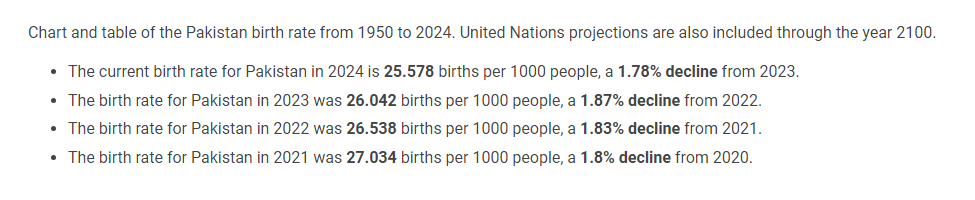 Chart and table of the Pakistan birth rate from 1950 to 2024. United Nations projections are also included through the year 2100.
• The current birth rate for Pakistan in 2024 is 25.578 births per 1000 people, a 1.78% decline from 2023.
• The birth rate for Pakistan in 2023 was 26.042 births per 1000 people, a 1.87% decline from 2022.
• The birth rate for Pakistan in 2022 was 26.538 births per 1000 people, a 1.83% decline from 2021.
• The birth rate for Pakistan in 2021 was 27.034 births per 1000 people, a 1.8% decline from 2020.